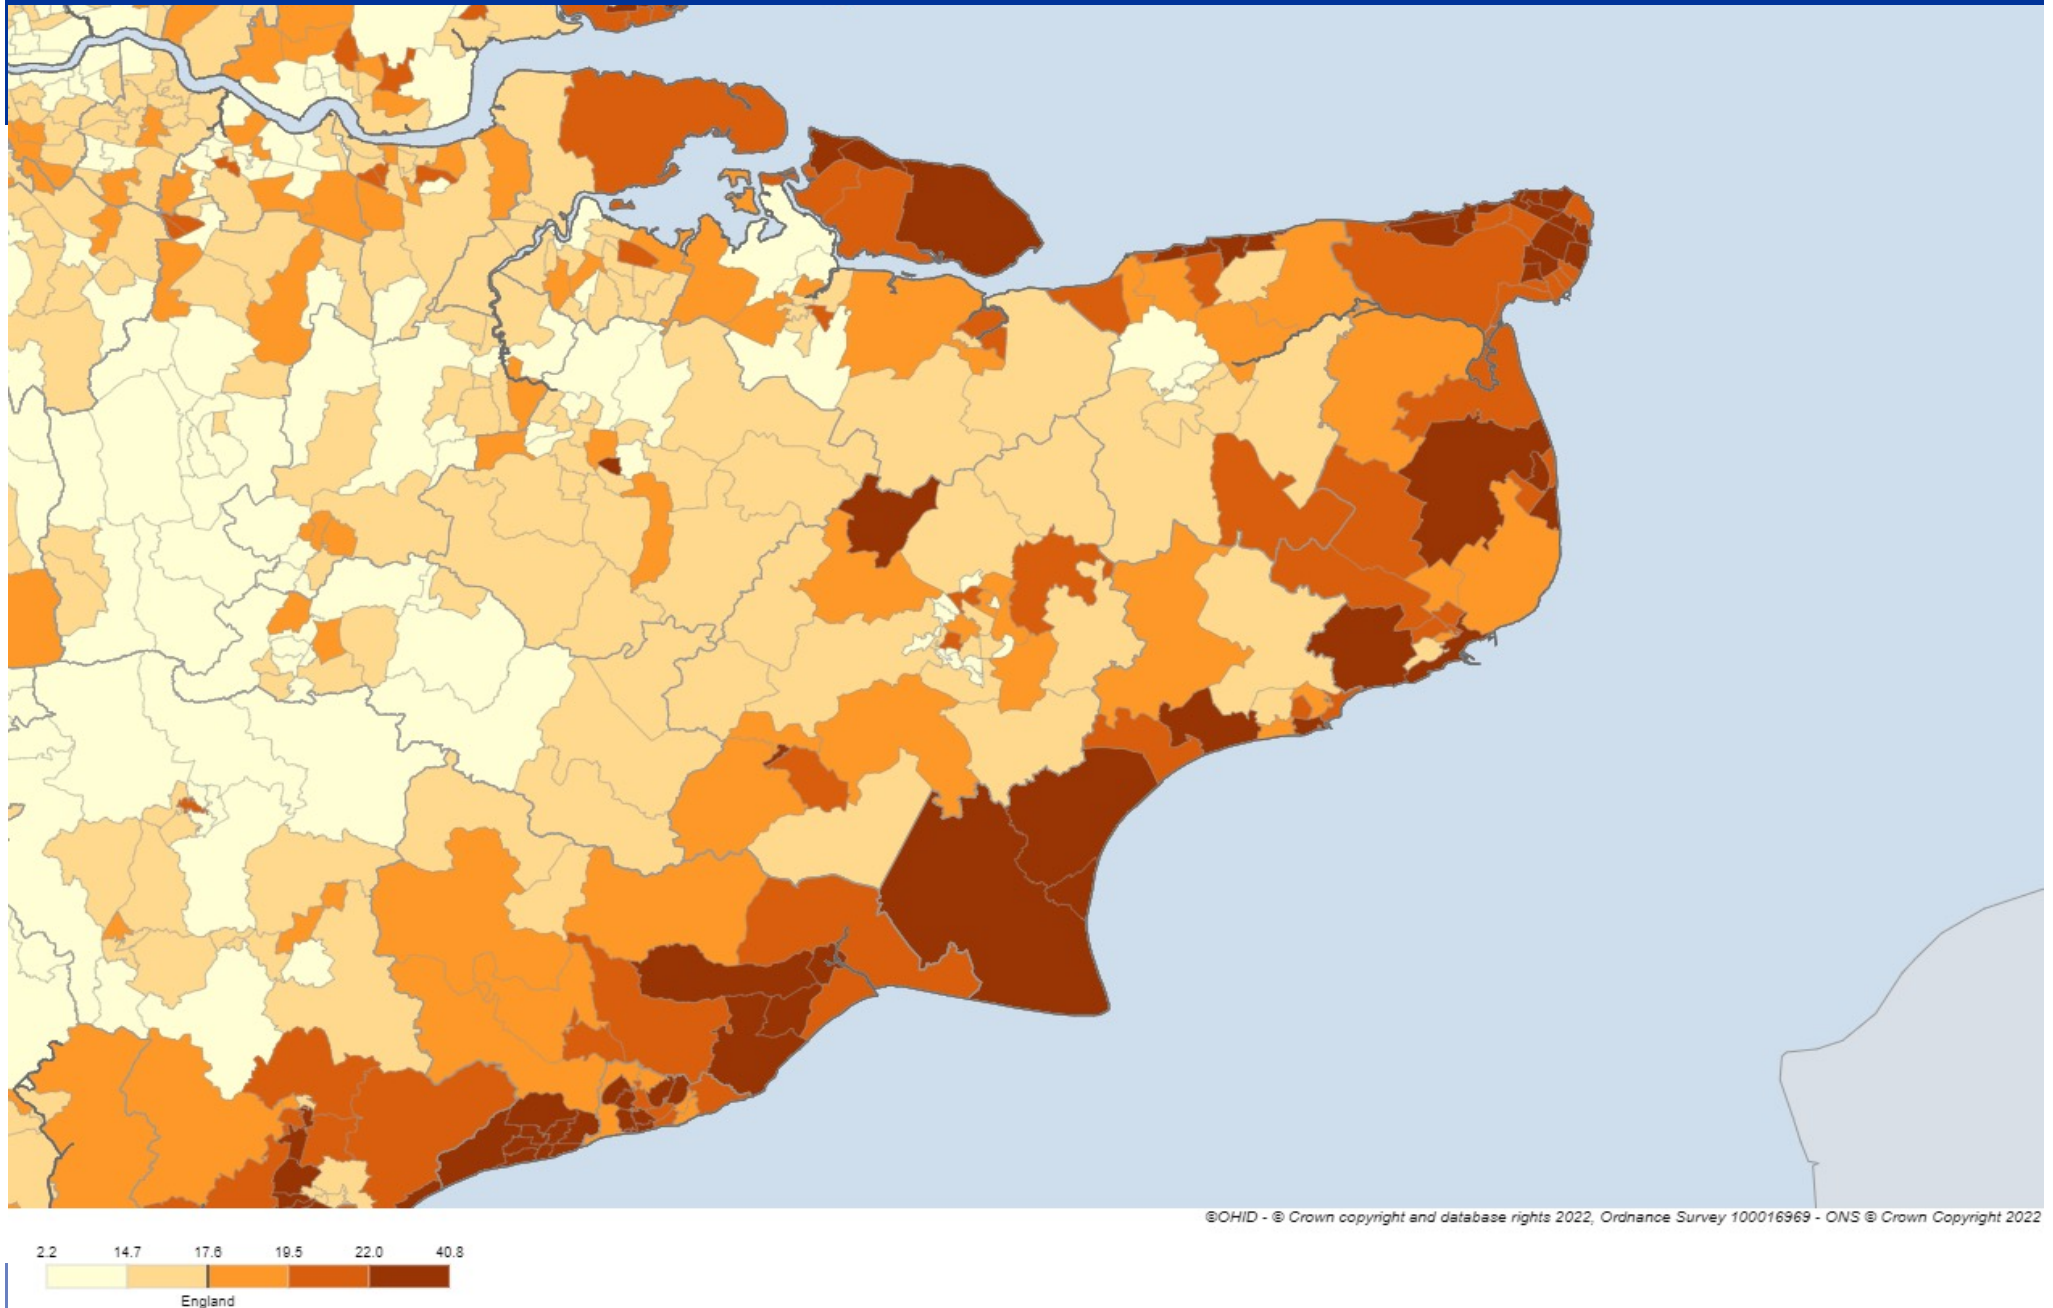 ©OHID - © Crown copyright and database rights 2022, Ordnance Survey 100016969 - ONS © Crown Copyright 2022
2.2 14.7 17.6 19.5 22.0 40.8
England